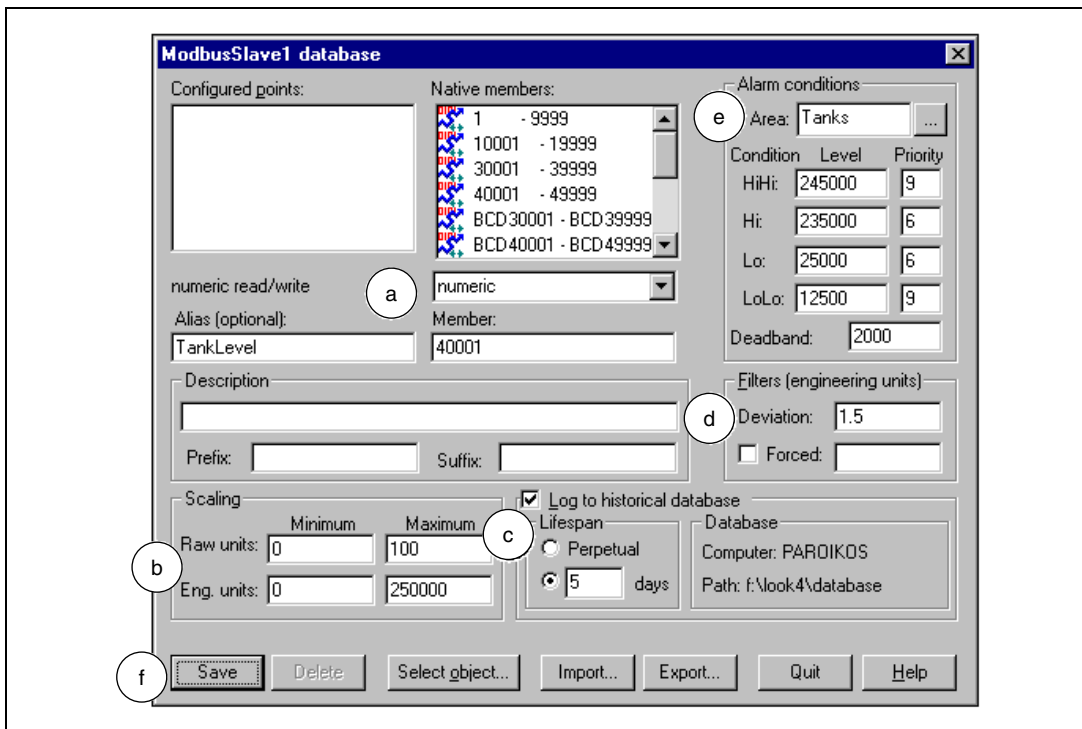 ModbusSlave1 database
Configured points:
Native members:
1 - 9999
10001 - 19999
30001 - 39999
40001 - 49999
BCD30001 - BCD39999
BCD40001 - BCD49999
numeric read/write
a
numeric
Alias (optional):
TankLevel
Member:
40001
Alarm conditions
e
Area:
Tanks
...
Condition Level Priority
HiHi: 245000 9
Hi: 235000 6
Lo: 25000 6
LoLo: 12500 9
Deadband: 2000
Description
Prefix:
Suffix:
Filters (engineering units)
d
Deviation: 1.5
Forced:
Scaling
Minimum Maximum
b
Raw units: 0 100
Eng. units: 0 250000
Log to historical database
c
Lifespan
Perpetual
5 days
Database
Computer: PAROIKOS
Path: f:\look4\database
f
Save
Delete
Select object...
Import...
Export...
Quit
Help